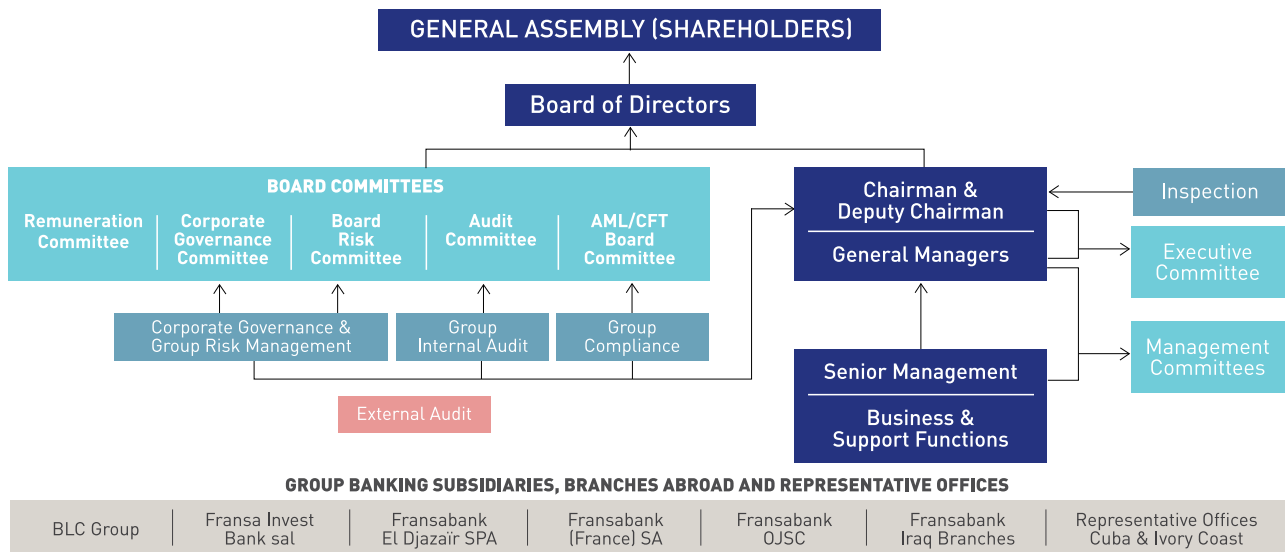 GENERAL ASSEMBLY (SHAREHOLDERS)
Board of Directors
BOARD COMMITTEES
Remuneration
Committee
Corporate
Governance
Committee
Board
Risk
Committee
Audit
Committee
AML/CFT
Board
Committee
Chairman &
Deputy Chairman
General Managers
Inspection
Executive
Committee
Corporate Governance &
Group Risk Management
Group
Internal Audit
Group
Compliance
Senior Management
Business &
Support Functions
Management
Committees
External Audit
GROUP BANKING SUBSIDIARIES, BRANCHES ABROAD AND REPRESENTATIVE OFFICES
BLC Group
Fransa Invest
Bank sal
Fransabank
El Djazaïr SPA
Fransabank
(France) SA
Fransabank
OJSC
Fransabank
Iraq Branches
Representative Offices
Cuba & Ivory Coast